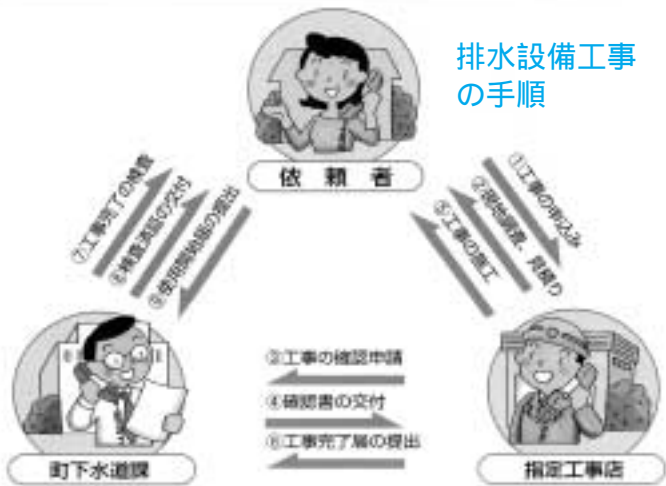 排水設備工事
の手順
依頼者
①工事の申込み
②現地調査、見積り
⑤工事の施工
⑦工事完了の検査
⑧検査済証の交付
⑨使用開始届の提出
③工事の確認申請
④確認書の交付
⑥工事完了届の提出
町下水道課
指定工事店